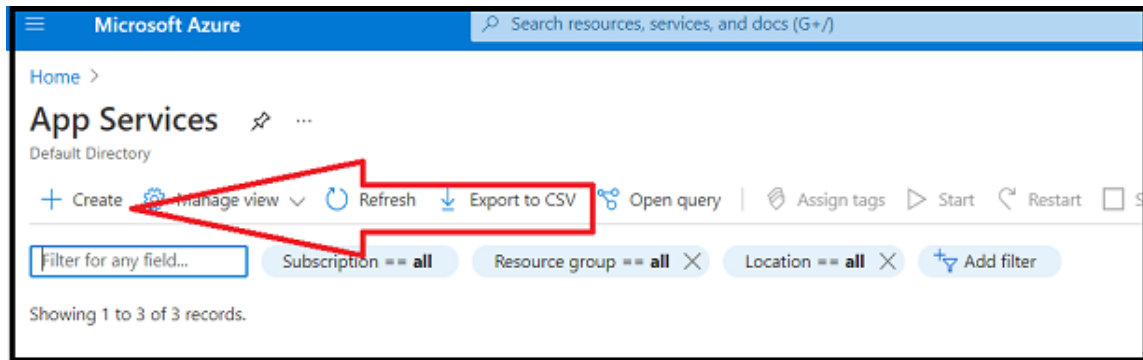 Microsoft Azure Search resources, services, and docs (G+/)
Home >
App Services ...
Default Directory
+ Create Manage view Refresh Export to CSV Open query Assign tags Start Restart S
Filter for any field... Subscription == all Resource group == all Location == all Add filter
Showing 1 to 3 of 3 records.